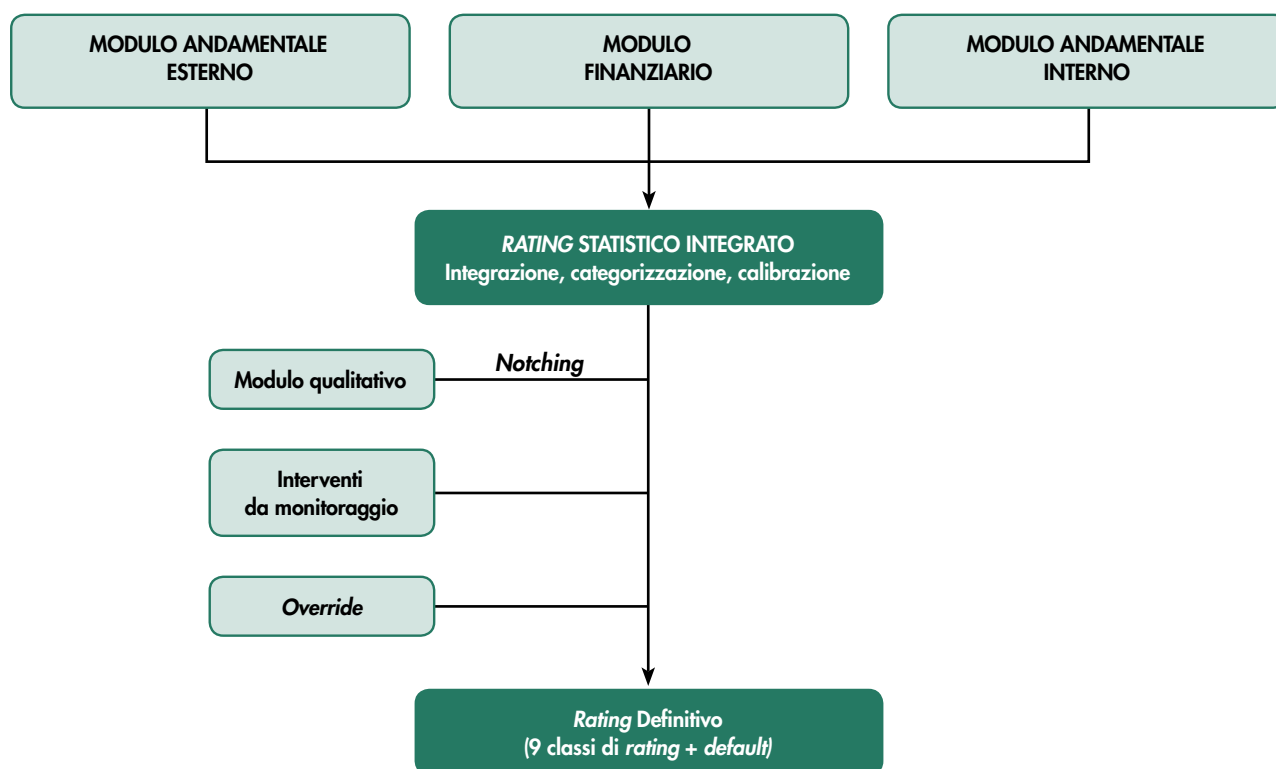 MODULO ANDAMENTALE
ESTERNO
MODULO
FINANZIARIO
MODULO ANDAMENTALE
INTERNO
RATING STATISTICO INTEGRATO
Integrazione, categorizzazione, calibrazione
Modulo qualitativo
Notching
Interventi
da monitoraggio
Override
Rating Definitivo
(9 classi di rating + default)